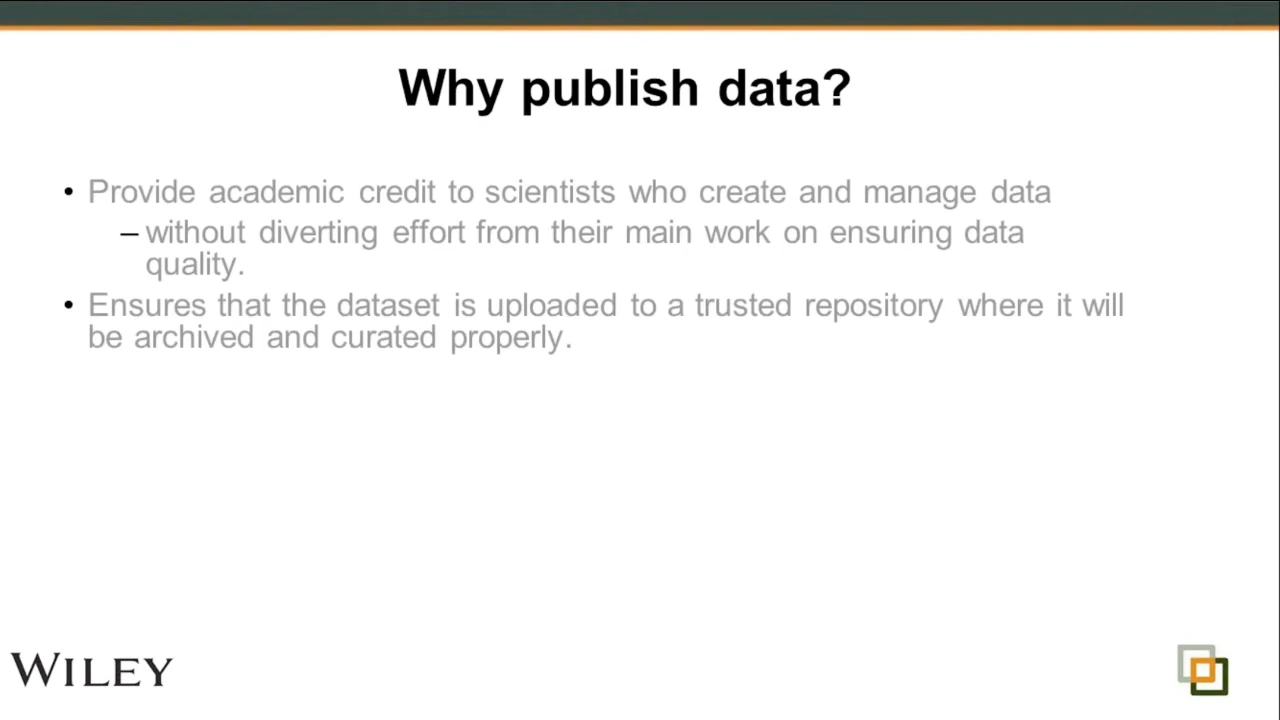 Why publish data?
• Provide academic credit to scientists who create and manage data
– without diverting effort from their main work on ensuring data
quality.
• Ensures that the dataset is uploaded to a trusted repository where it will
be archived and curated properly.
WILEY